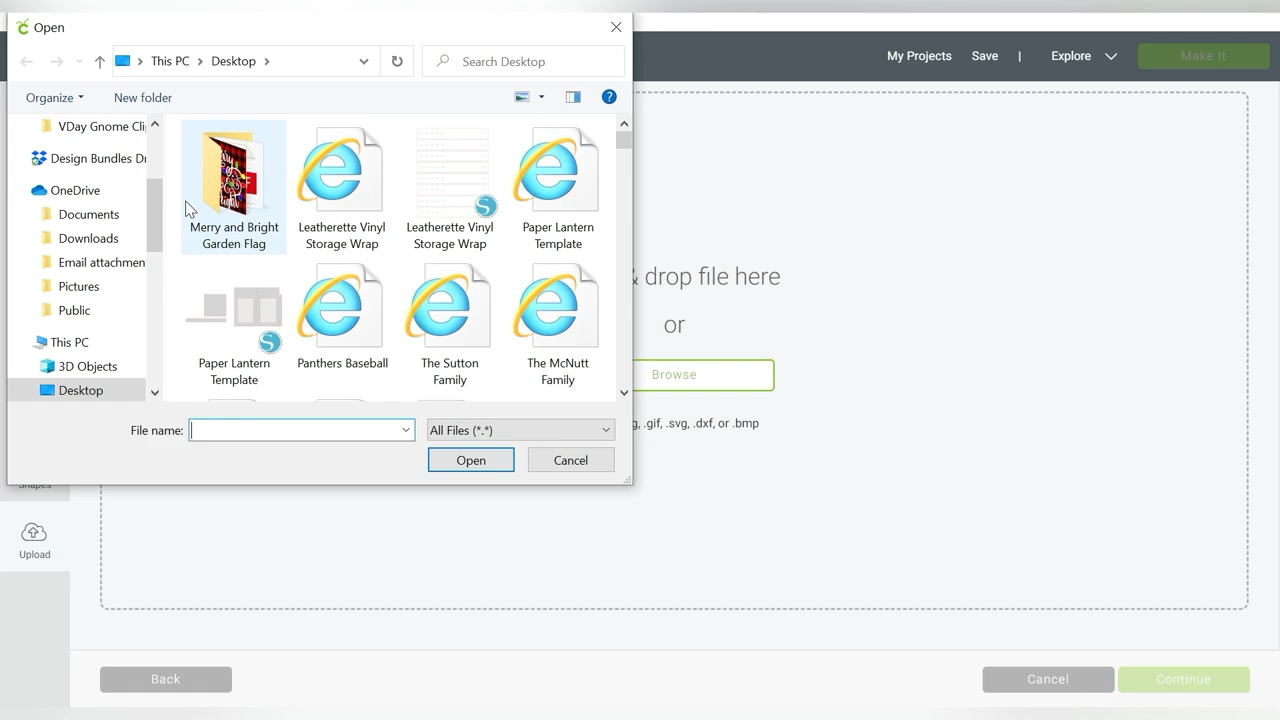 Open
This PC
Desktop
Search Desktop
My Projects
Save
|
Explore
Make It
Organize
New folder
VDay Gnome Cli
Design Bundles Dr
OneDrive
Documents
Downloads
Email attachmen
Pictures
Public
This PC
3D Objects
Desktop
Merry and Bright
Garden Flag
Leatherette Vinyl
Storage Wrap
Leatherette Vinyl
Storage Wrap
Paper Lantern
Template
Paper Lantern
Template
Panthers Baseball
The Sutton
Family
The McNutt
Family
& drop file here
or
Browse
g, .gif, .svg, .dxf, or .bmp
File name:
All Files (*.*)
Open
Cancel
Shapes
Upload
Back
Cancel
Continue